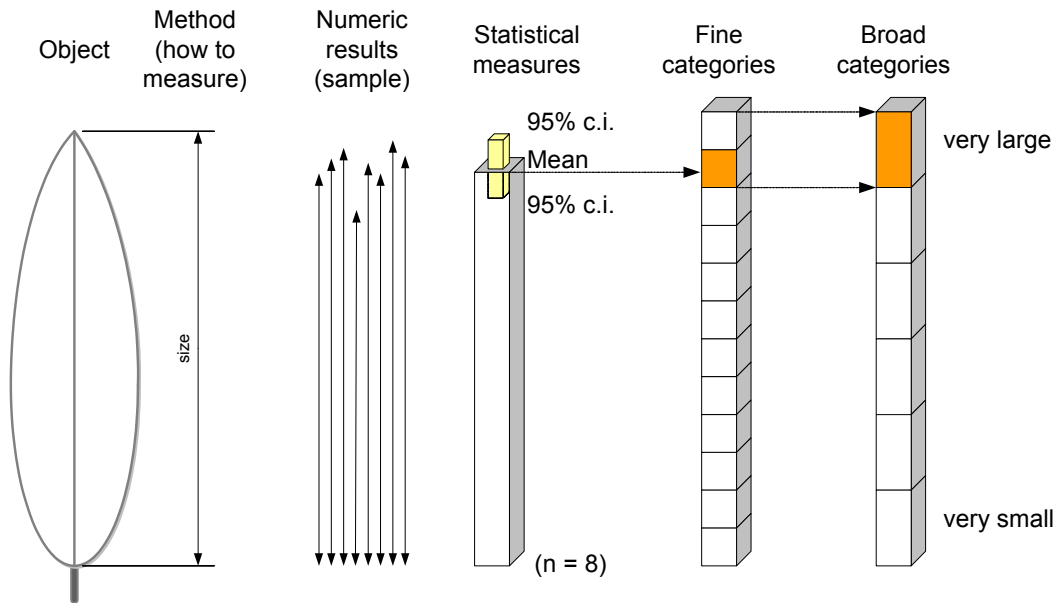 Object
Method
(how to
measure)
Numeric
results
(sample)
Statistical
measures
Fine
categories
Broad
categories
95% c.i.
Mean
95% c.i.
very large
size
very small
(n = 8)